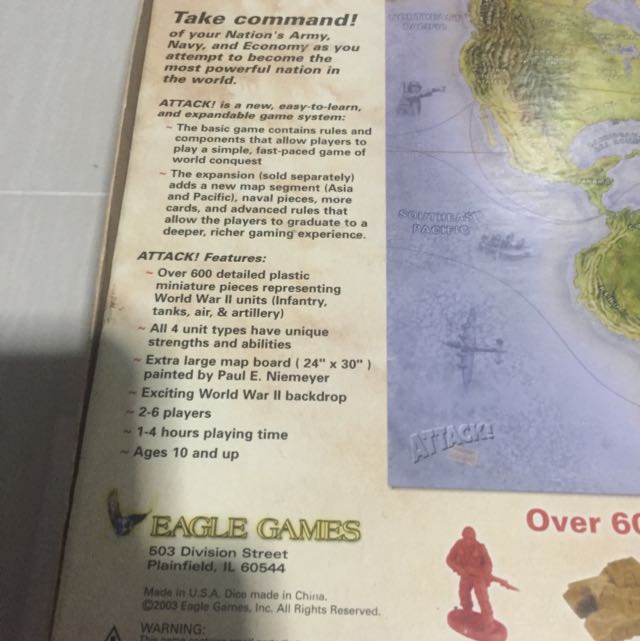 Take command!
of your Nation's Army,
Navy, and Economy as you
attempt to become the
most powerful nation in
the world.
ATTACK! is a new, easy-to-learn,
and expandable game system:
~ The basic game contains rules and
components that allow players to
play a simple, fast-paced game of
world conquest
~ The expansion (sold separately)
adds a new map segment (Asia
and Pacific), naval pieces, more
cards, and advanced rules that
allow the players to graduate to a
deeper, richer gaming experience.
ATTACK! Features:
~ Over 600 detailed plastic
miniature pieces representing
World War II units (Infantry,
tanks, air, & artillery)
~ All 4 unit types have unique
strengths and abilities
~ Extra large map board ( 24" x 30" )
painted by Paul E. Niemeyer
~ Exciting World War II backdrop
~ 2-6 players
~ 1-4 hours playing time
~ Ages 10 and up
EAGLE GAMES
503 Division Street
Plainfield, IL 60544
Made in U.S.A. Dice made in China.
©2003 Eagle Games, Inc. All Rights Reserved.
WARNING:
NORTHEAST
PACIFIC
SOUTHEAST
PACIFIC
ATTACK!
Over 60